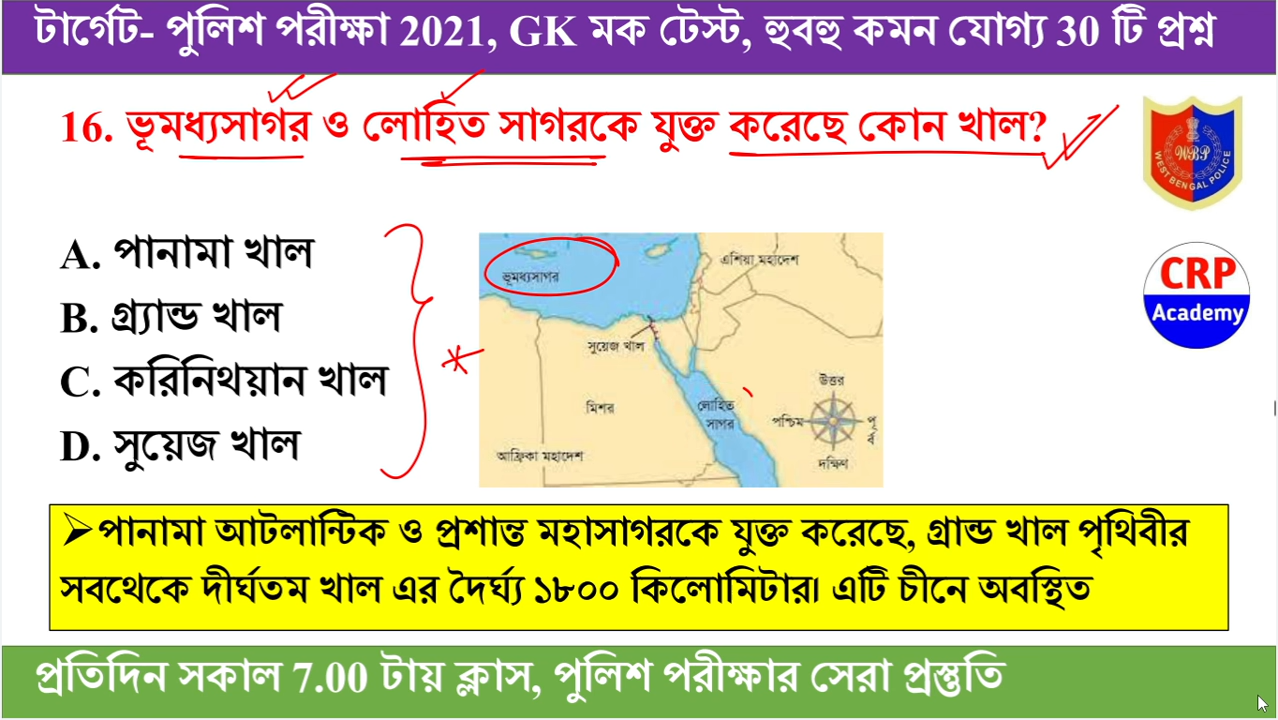 টার্গেট- পুলিশ পরীক্ষা 2021, GK মক টেস্ট, হুবহু কমন যোগ্য 30 টি প্রশ্ন
16. ভূমধ্যসাগর ও লোহিত সাগরকে যুক্ত করেছে কোন খাল?
A. পানামা খাল
B. গ্র্যান্ড খাল
C. করিনিথয়ান খাল
D. সুয়েজ খাল
ভূমধ্যসাগর
এশিয়া মহাদেশ
সুয়েজ খাল
মিশর
লোহিত
সাগর
আফ্রিকা মহাদেশ
উত্তর
পশ্চিম
পূর্ব
দক্ষিণ
WBP
WEST BENGAL POLICE
CRP
Academy
➢পানামা আটলান্টিক ও প্রশান্ত মহাসাগরকে যুক্ত করেছে, গ্রান্ড খাল পৃথিবীর
সবথেকে দীর্ঘতম খাল এর দৈর্ঘ্য ১৮০০ কিলোমিটার৷ এটি চীনে অবস্থিত
প্রতিদিন সকাল 7.00 টায় ক্লাস, পুলিশ পরীক্ষার সেরা প্রস্তুতি